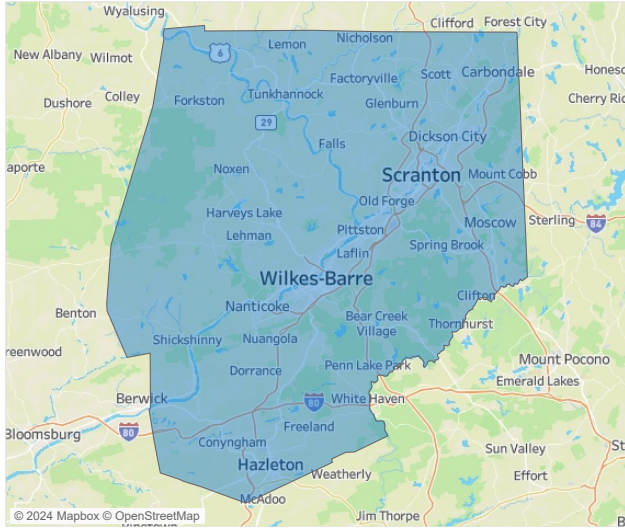 Wyalusing
Clifford
Forest City
Nicholson
Lemon
6
New Albany
Wilmot
Factoryville
Scott
Carbondale
Honeso
Colley
Dushore
Forkston
Tunkhannock
Glenburn
Cherry Ric
29
Falls
Dickson City
aporte
Noxen
Scranton
Mount Cobb
Old Forge
Harveys Lake
Lehman
Pittston
Moscow
Sterling
84
Laflin
Spring Brook
Wilkes-Barre
Clifton
Benton
Nanticoke
Bear Creek
Village
Thornhurst
Shickshinny
Nuangola
reenwood
Mount Pocono
Dorrance
Penn Lake Park
Emerald Lakes
Berwick
80
White Haven
Bloomsburg
80
Freeland
Conyngham
St
Sun Valley
Hazleton
Weatherly
Effort
McAdoo
© 2024 Mapbox © OpenStreetMap
Jim Thorpe